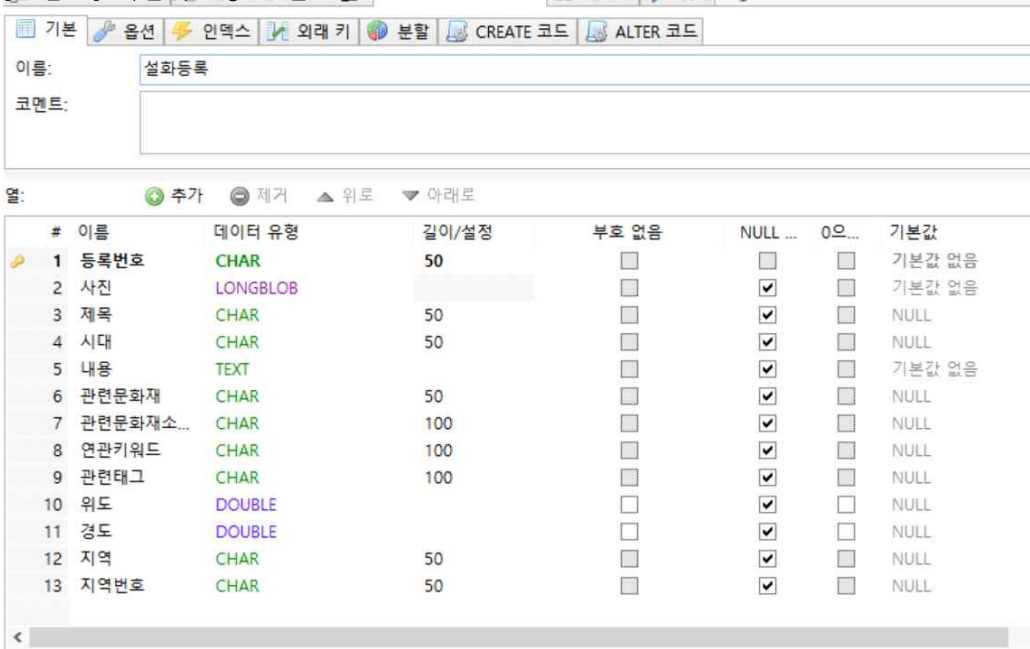 기본 옵션 인덱스 외래 키 분할 CREATE 코드 ALTER 코드
이름: 설화등록
코멘트:
열: 추가 제거 위로 아래로
# 이름 데이터 유형 길이/설정 부호 없음 NULL ... 0으... 기본값
1 등록번호 CHAR 50 기본값 없음
2 사진 LONGBLOB 기본값 없음
3 제목 CHAR 50 NULL
4 시대 CHAR 50 NULL
5 내용 TEXT 기본값 없음
6 관련문화재 CHAR 50 NULL
7 관련문화재소... CHAR 100 NULL
8 연관키워드 CHAR 100 NULL
9 관련태그 CHAR 100 NULL
10 위도 DOUBLE NULL
11 경도 DOUBLE NULL
12 지역 CHAR 50 NULL
13 지역번호 CHAR 50 NULL